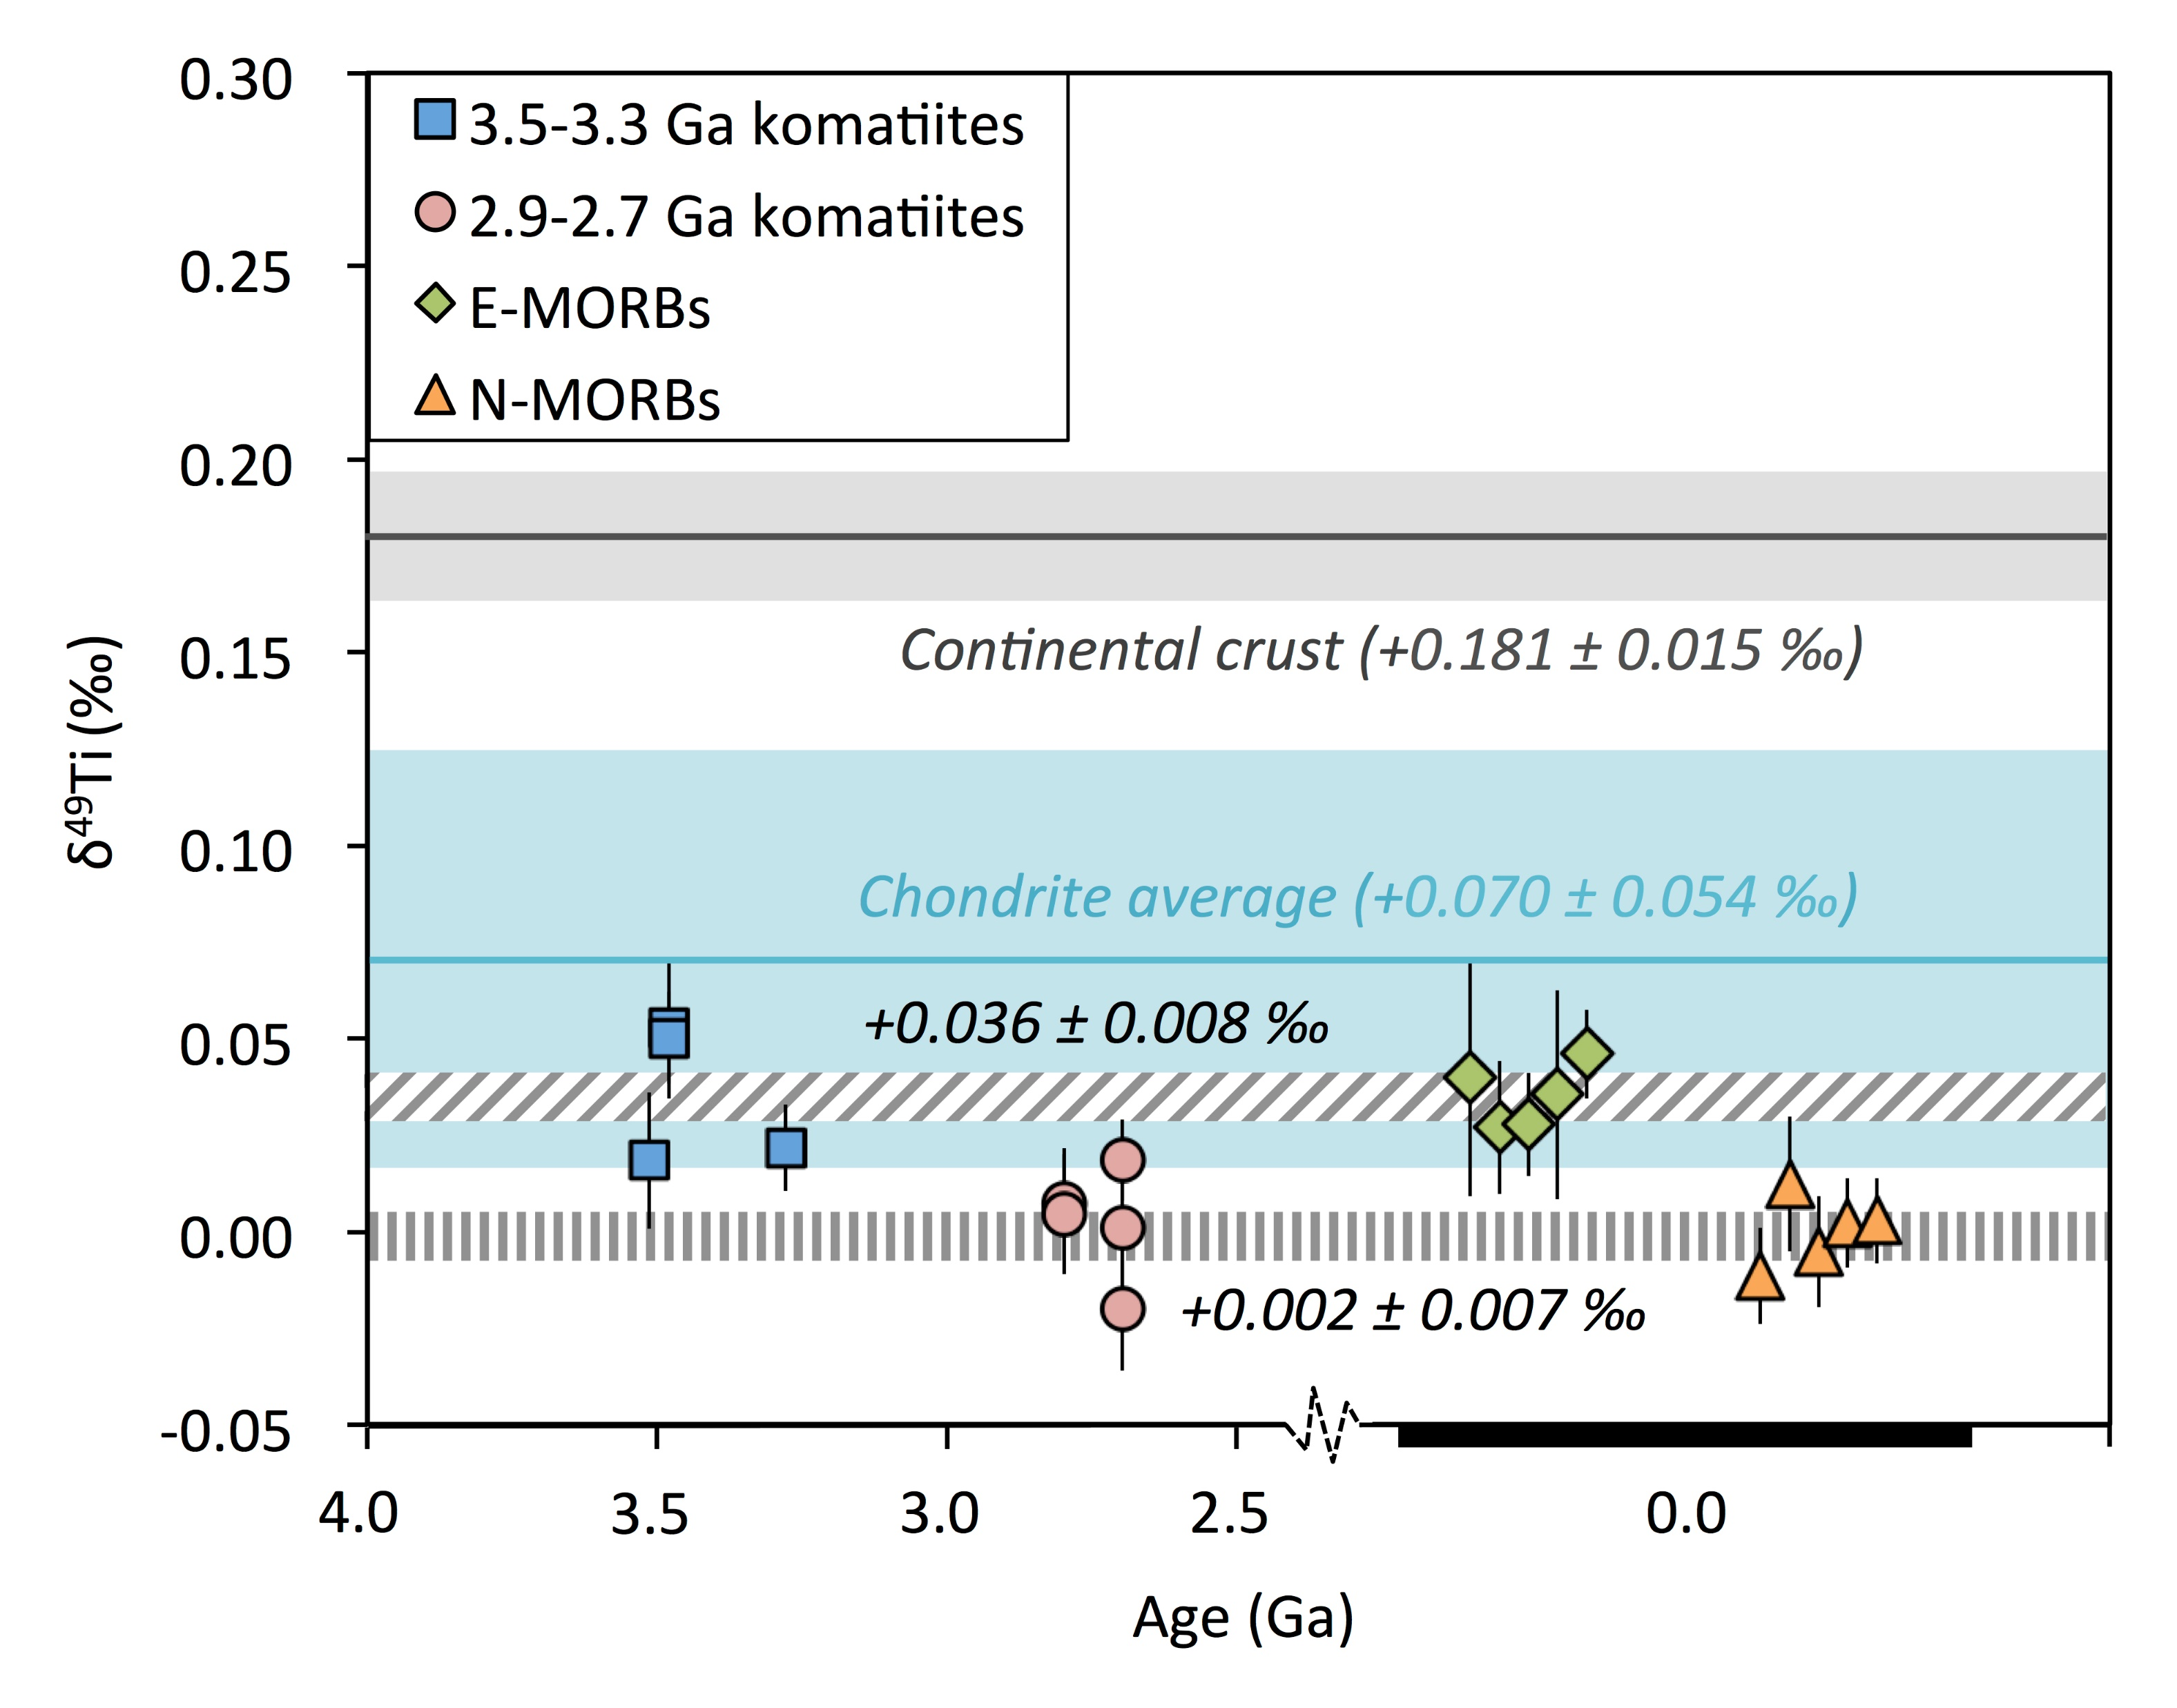 0.30
3.5-3.3 Ga komatiites
2.9-2.7 Ga komatiites
0.25
E-MORBs
N-MORBs
0.20
Continental crust (+0.181 ± 0.015 ‰)
0.15
δ⁴⁹Ti (‰)
0.10
Chondrite average (+0.070 ± 0.054 ‰)
+0.036 ± 0.008 ‰
0.05
0.00
+0.002 ± 0.007 ‰
-0.05
4.0 3.5 3.0 2.5 0.0
Age (Ga)